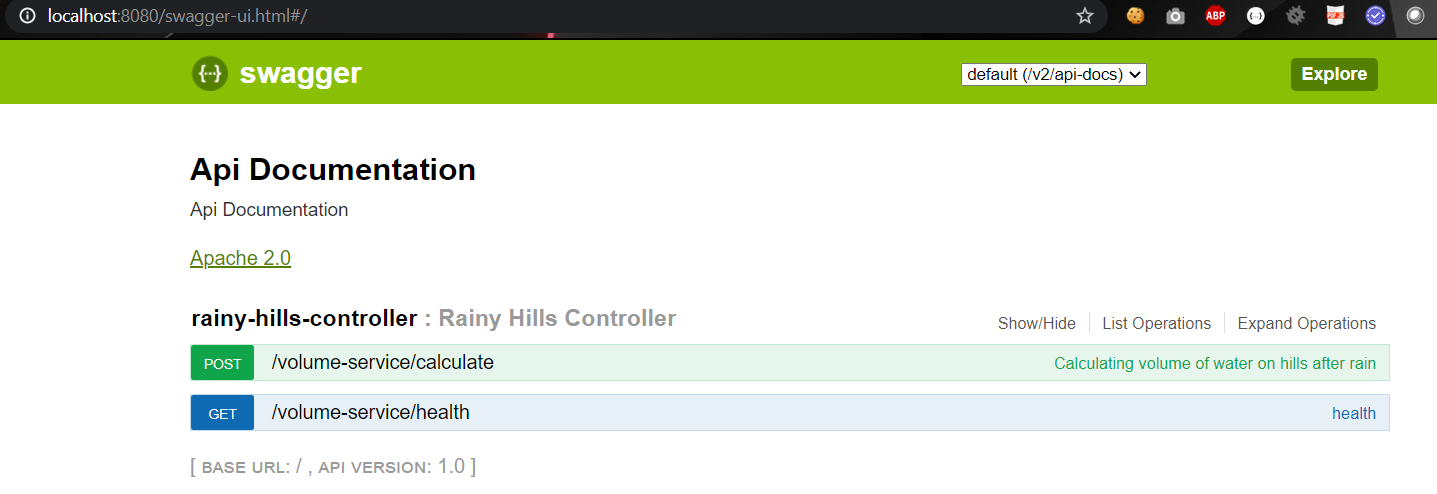 localhost:8080/swagger-ui.html#/
ABP
{···} swagger
default (/v2/api-docs)
Explore
Api Documentation
Api Documentation
Apache 2.0
rainy-hills-controller : Rainy Hills Controller
Show/Hide
List Operations
Expand Operations
POST /volume-service/calculate Calculating volume of water on hills after rain
GET /volume-service/health health
[ BASE URL: / , API VERSION: 1.0 ]